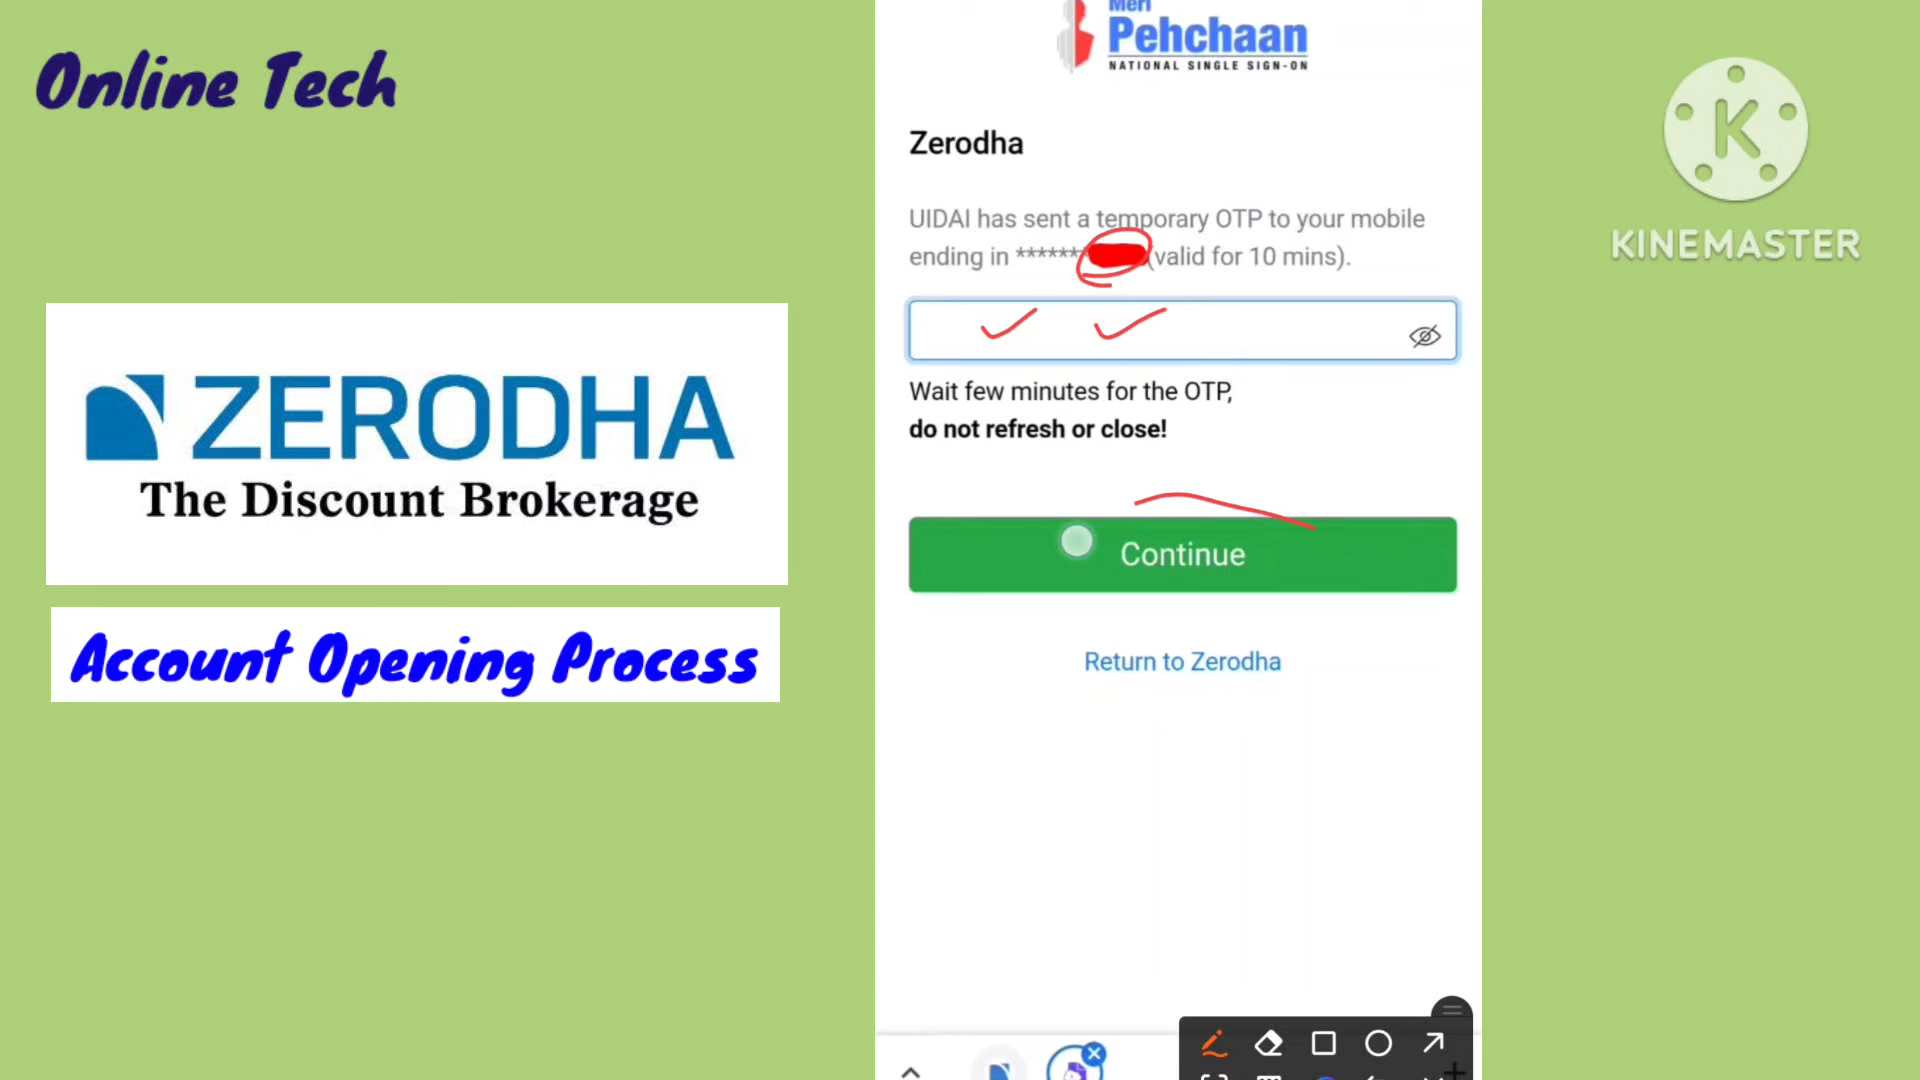 Online Tech
ZERODHA
The Discount Brokerage
Account Opening Process
Meri
Pehchaan
NATIONAL SINGLE SIGN-ON
Zerodha
UIDAI has sent a temporary OTP to your mobile
ending in ******* (valid for 10 mins).
Wait few minutes for the OTP,
do not refresh or close!
Continue
Return to Zerodha
K
KINEMASTER